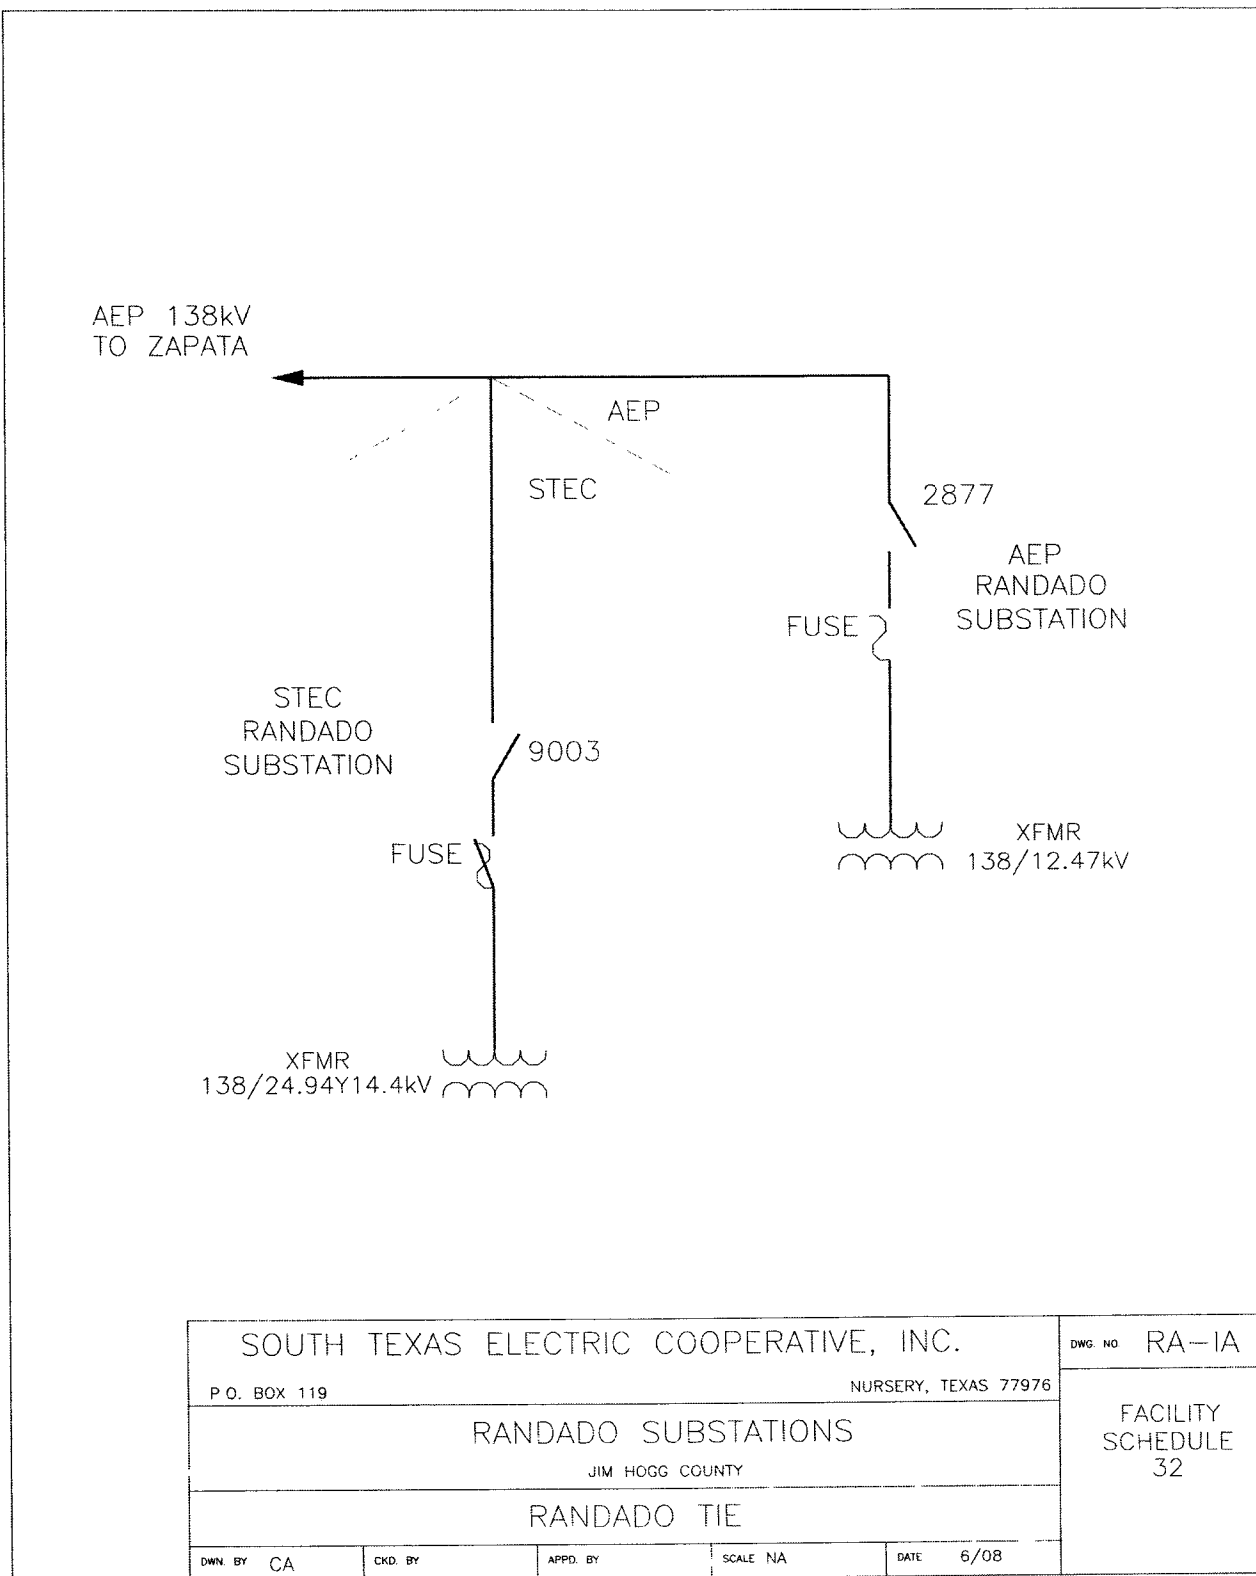 AEP 138kV
TO ZAPATA
AEP
STEC
2877
AEP
RANDADO
SUBSTATION
FUSE
STEC
RANDADO
SUBSTATION
9003
FUSE
XFMR
138/12.47kV
XFMR
138/24.94Y14.4kV
SOUTH TEXAS ELECTRIC COOPERATIVE, INC.
P.O. BOX 119 NURSERY, TEXAS 77976
DWG. NO RA-1A
RANDADO SUBSTATIONS
JIM HOGG COUNTY
FACILITY
SCHEDULE
32
RANDADO TIE
DWN. BY CA CKD. BY APPD. BY SCALE NA DATE 6/08